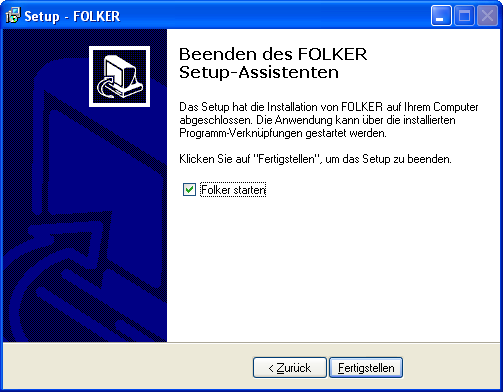 Setup - FOLKER
Beenden des FOLKER
Setup-Assistenten
Das Setup hat die Installation von FOLKER auf Ihrem Computer
abgeschlossen. Die Anwendung kann über die installierten
Programm-Verknüpfungen gestartet werden.
Klicken Sie auf "Fertigstellen", um das Setup zu beenden.
Folker starten
< Zurück
Fertigstellen